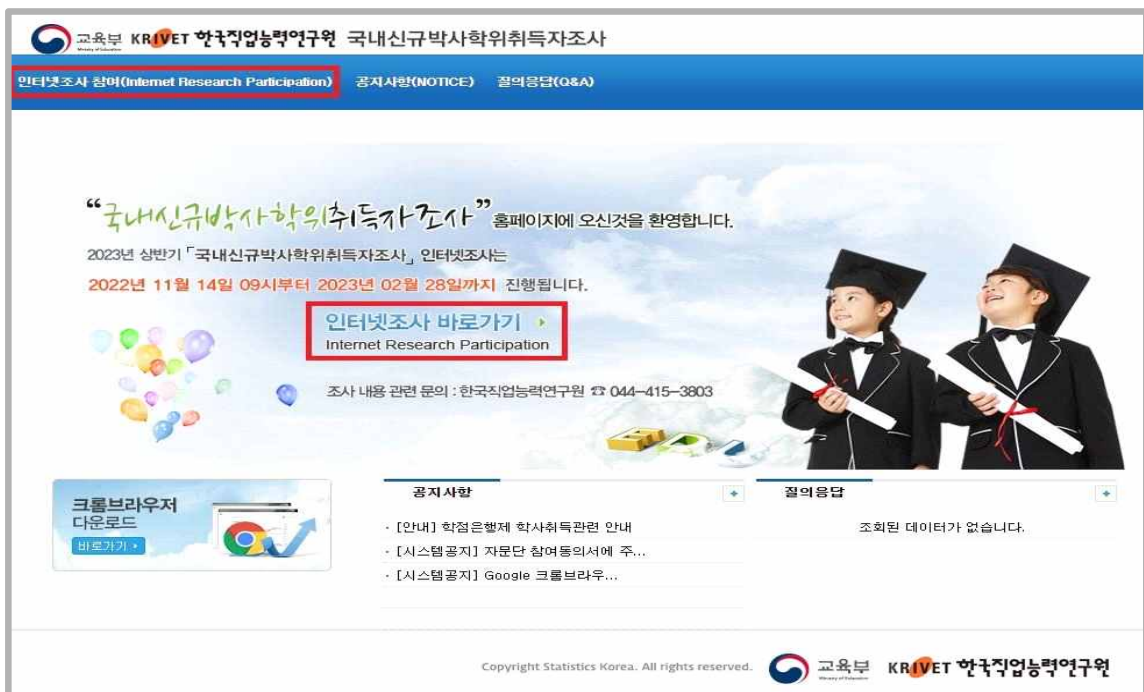 교육부 KRIVET 한국직업능력연구원 국내신규박사학위취득자조사
인터넷조사 참여(Internet Research Participation) 공지사항(NOTICE) 질의응답(Q&A)
“국내신규박사학위취득자조사” 홈페이지에 오신것을 환영합니다.
2023년 상반기 「국내신규박사학위취득자조사」 인터넷조사는
2022년 11월 14일 09시부터 2023년 02월 28일까지 진행됩니다.
인터넷조사 바로가기
Internet Research Participation
조사 내용 관련 문의 : 한국직업능력연구원 ☎ 044-415-3803
크롬브라우저
다운로드
바로가기
공지사항
· [안내] 학점은행제 학사취득관련 안내
· [시스템공지] 자문단 참여동의서에 주...
· [시스템공지] Google 크롬브라우...
질의응답
조회된 데이터가 없습니다.
Copyright Statistics Korea. All rights reserved. 교육부 KRIVET 한국직업능력연구원